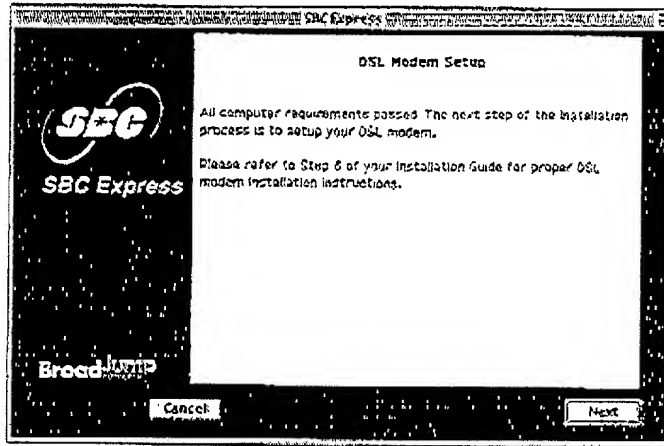 SBC Express
DSL Modem Setup
All computer requirements passed. The next step of the installation
process is to setup your DSL modem.
Please refer to Step 6 of your Installation Guide for proper DSL
modem installation instructions.
SBC
SBC Express
BroadJump
Cancel
Next